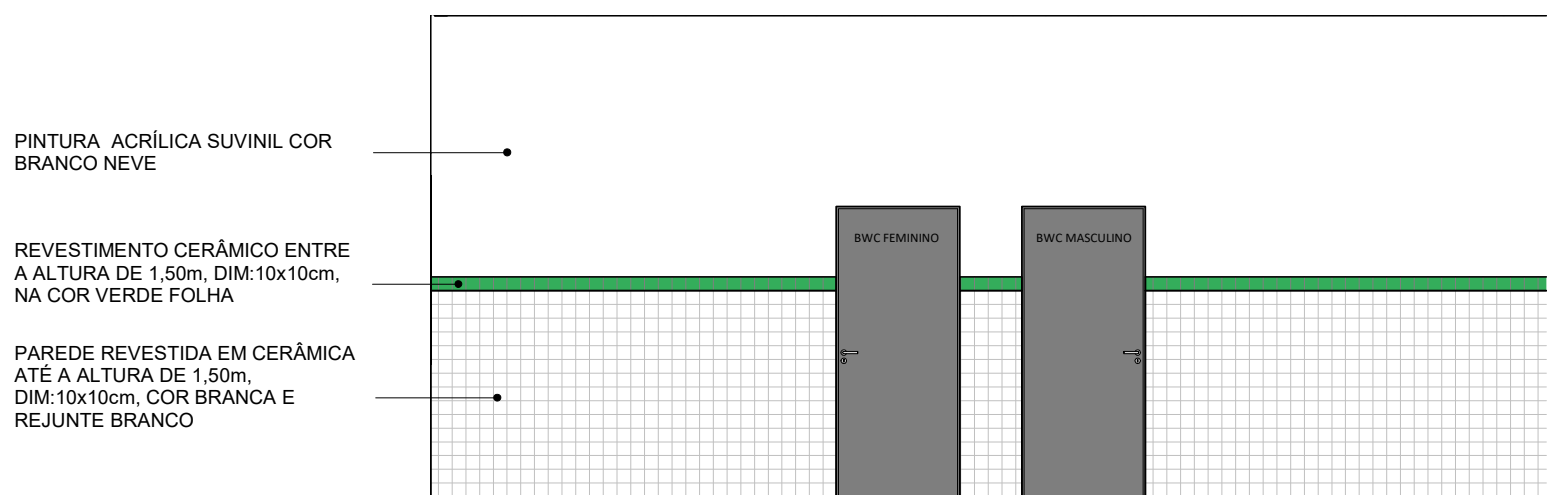 PINTURA ACRÍLICA SUVINIL COR
BRANCO NEVE
REVESTIMENTO CERÂMICO ENTRE
A ALTURA DE 1,50m, DIM:10x10cm,
NA COR VERDE FOLHA
PAREDE REVESTIDA EM CERÂMICA
ATÉ A ALTURA DE 1,50m,
DIM:10x10cm, COR BRANCA E
REJUNTE BRANCO
BWC FEMININO
BWC MASCULINO